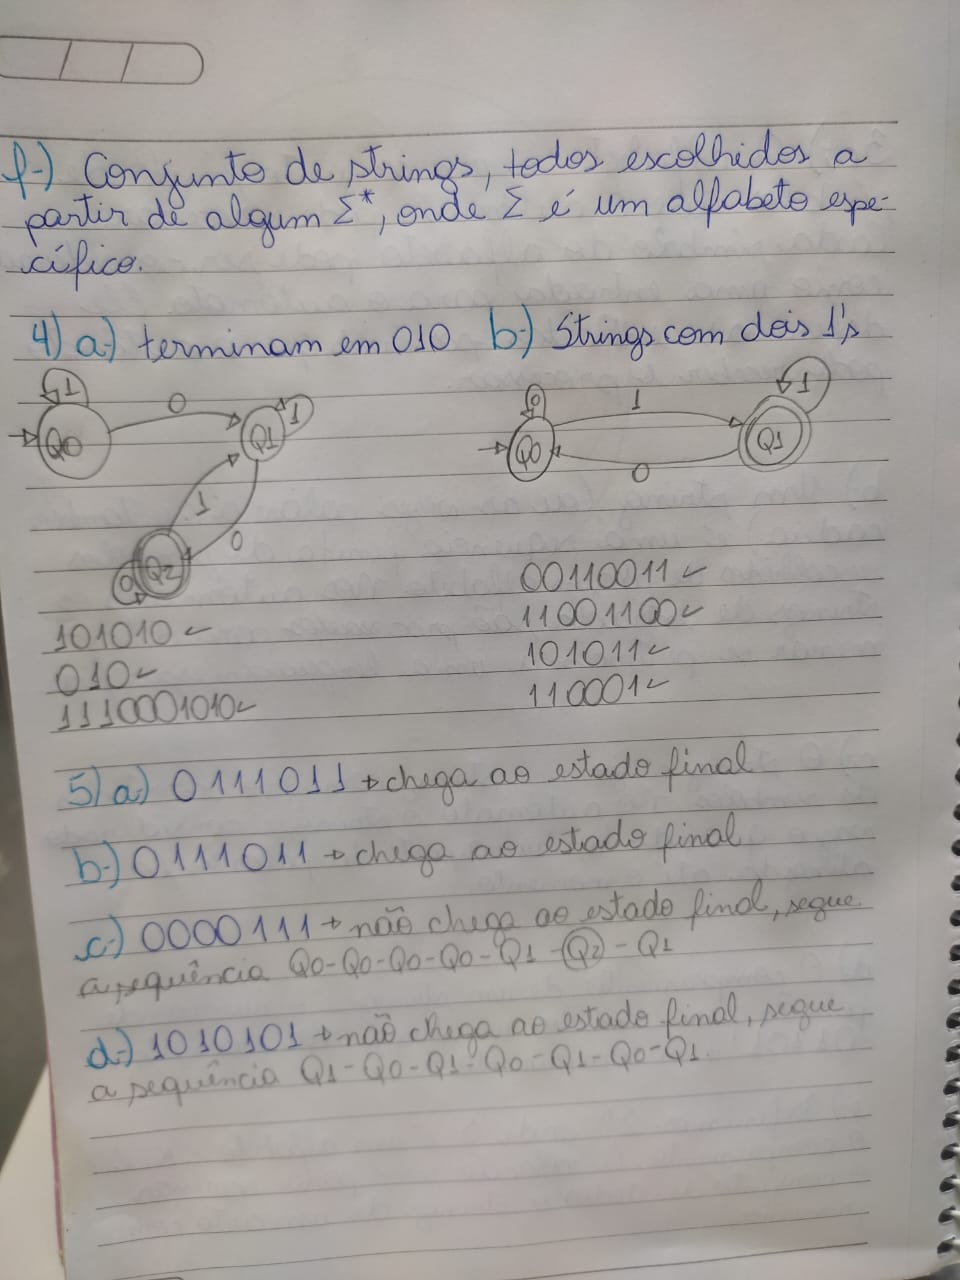 f-) Conjunto de strings, todos escolhidos a
partir de algum Σ*, onde Σ é um alfabeto espe-
cífico.
4) a-) terminam em 010 b-) Strings com dois 1's
1 0 1
Q0 Q1
1 0
0 Q2
0 1 1
Q0 Q1
0
101010 ✓
010 ✓
1110001010 ✓
00110011 ✓
11001100 ✓
101011 ✓
110001 ✓
5) a-) 0111011 → chega ao estado final
b-) 0111011 → chega ao estado final
c-) 0000111 → não chega ao estado final, segue
a sequência Q0-Q0-Q0-Q0-Q1-Q2-Q1
d-) 1010101 → não chega ao estado final, segue
a sequência Q1-Q0-Q1-Q0-Q1-Q0-Q1.